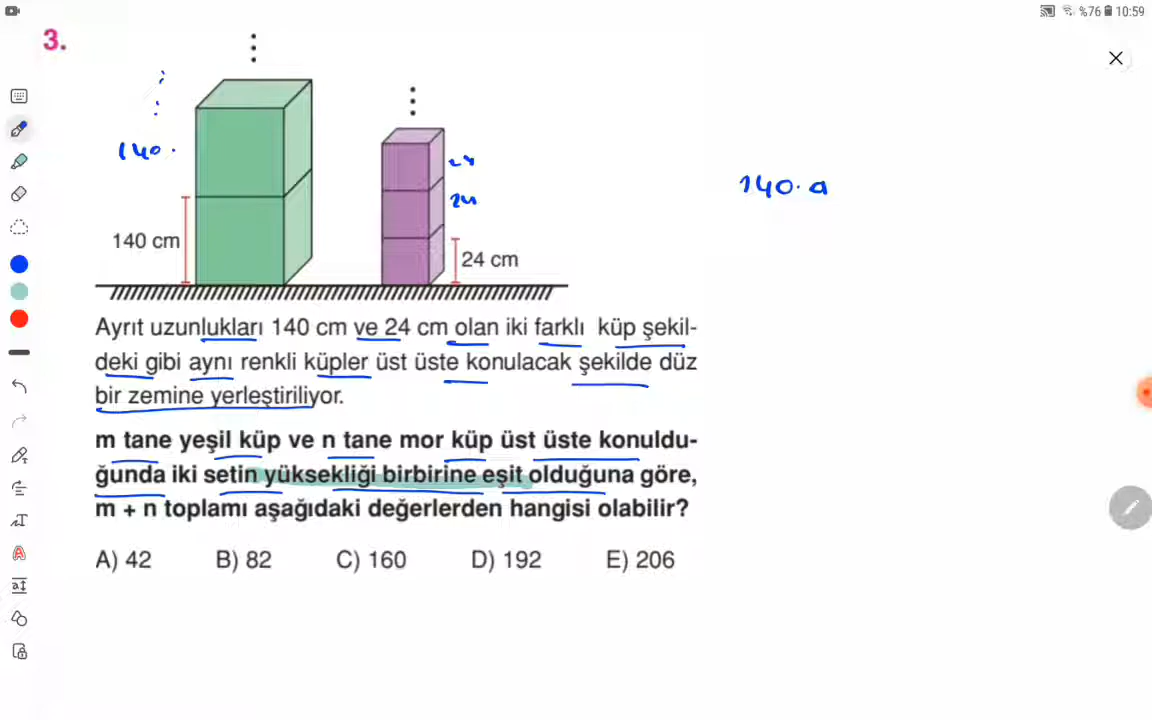 %76 10:59
3.
140.
24
140.a
140 cm
24 cm
Ayrıt uzunlukları 140 cm ve 24 cm olan iki farklı küp şekil-
deki gibi aynı renkli küpler üst üste konulacak şekilde düz
bir zemine yerleştiriliyor.
m tane yeşil küp ve n tane mor küp üst üste konuldu-
ğunda iki setin yüksekliği birbirine eşit olduğuna göre,
m + n toplamı aşağıdaki değerlerden hangisi olabilir?
A) 42 B) 82 C) 160 D) 192 E) 206